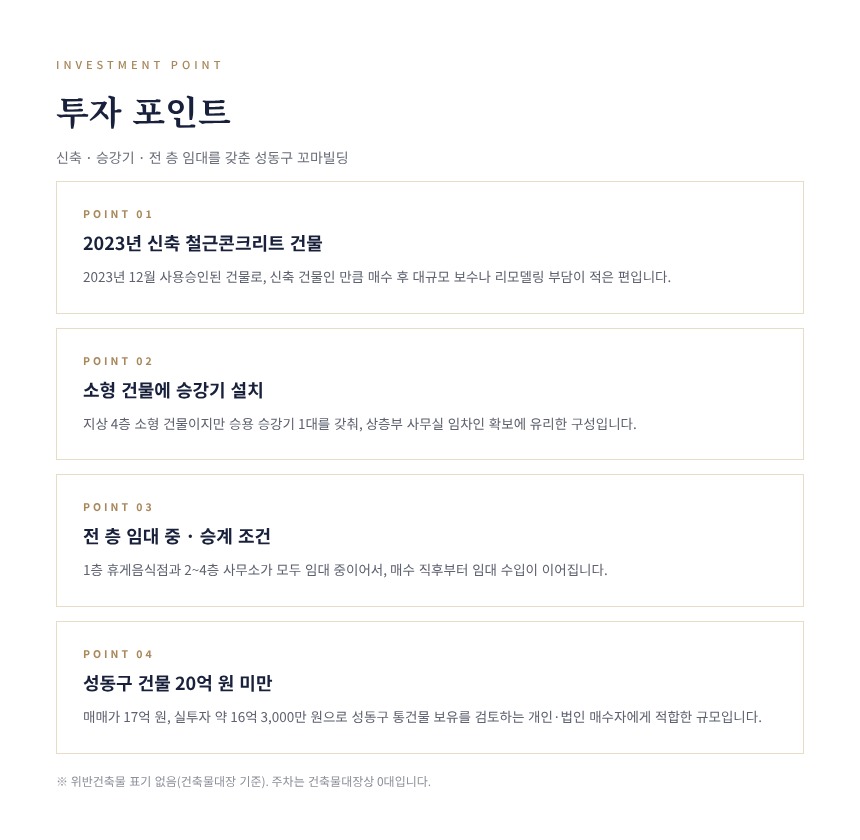 INVESTMENT POINT
투자 포인트
신축 · 승강기 · 전 층 임대를 갖춘 성동구 꼬마빌딩
POINT 01
2023년 신축 철근콘크리트 건물
2023년 12월 사용승인된 건물로, 신축 건물인 만큼 매수 후 대규모 보수나 리모델링 부담이 적은 편입니다.
POINT 02
소형 건물에 승강기 설치
지상 4층 소형 건물이지만 승용 승강기 1대를 갖춰, 상층부 사무실 임차인 확보에 유리한 구성입니다.
POINT 03
전 층 임대 중 · 승계 조건
1층 휴게음식점과 2~4층 사무소가 모두 임대 중이어서, 매수 직후부터 임대 수입이 이어집니다.
POINT 04
성동구 건물 20억 원 미만
매매가 17억 원, 실투자 약 16억 3,000만 원으로 성동구 통건물 보유를 검토하는 개인·법인 매수자에게 적합한 규모입니다.
※ 위반건축물 표기 없음(건축물대장 기준). 주차는 건축물대장상 0대입니다.